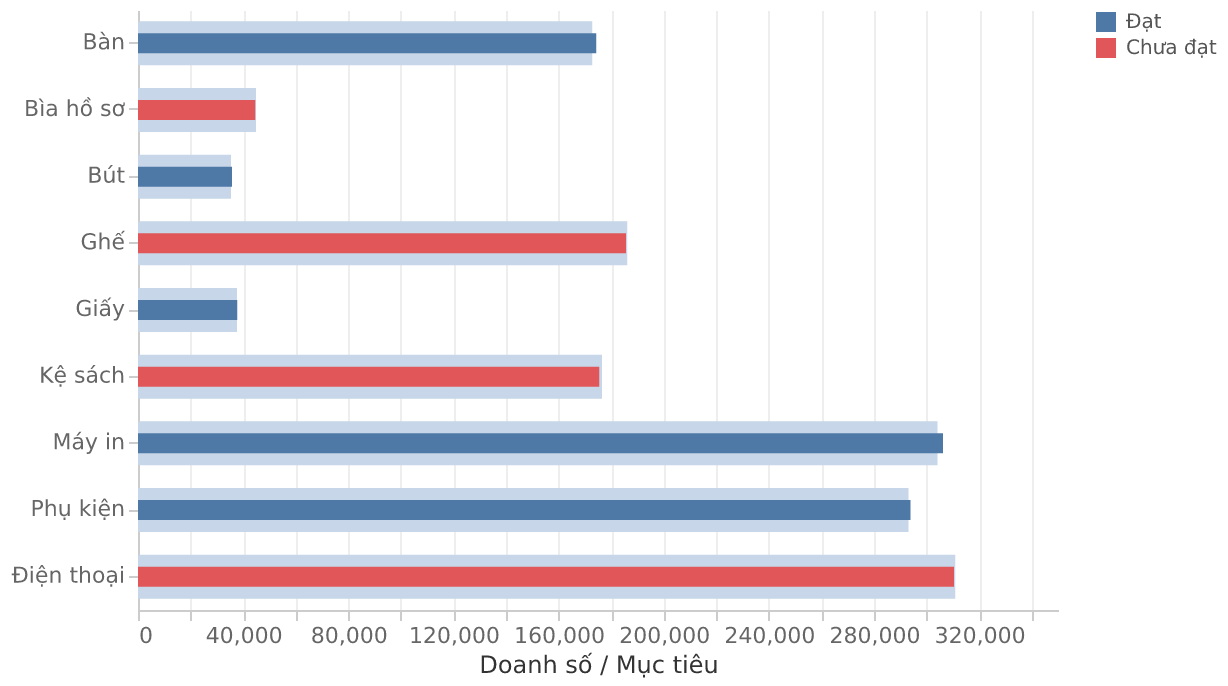 Bàn
Bìa hồ sơ
Bút
Ghế
Giấy
Kệ sách
Máy in
Phụ kiện
Điện thoại
0 40,000 80,000 120,000 160,000 200,000 240,000 280,000 320,000
Doanh số / Mục tiêu
Đạt
Chưa đạt